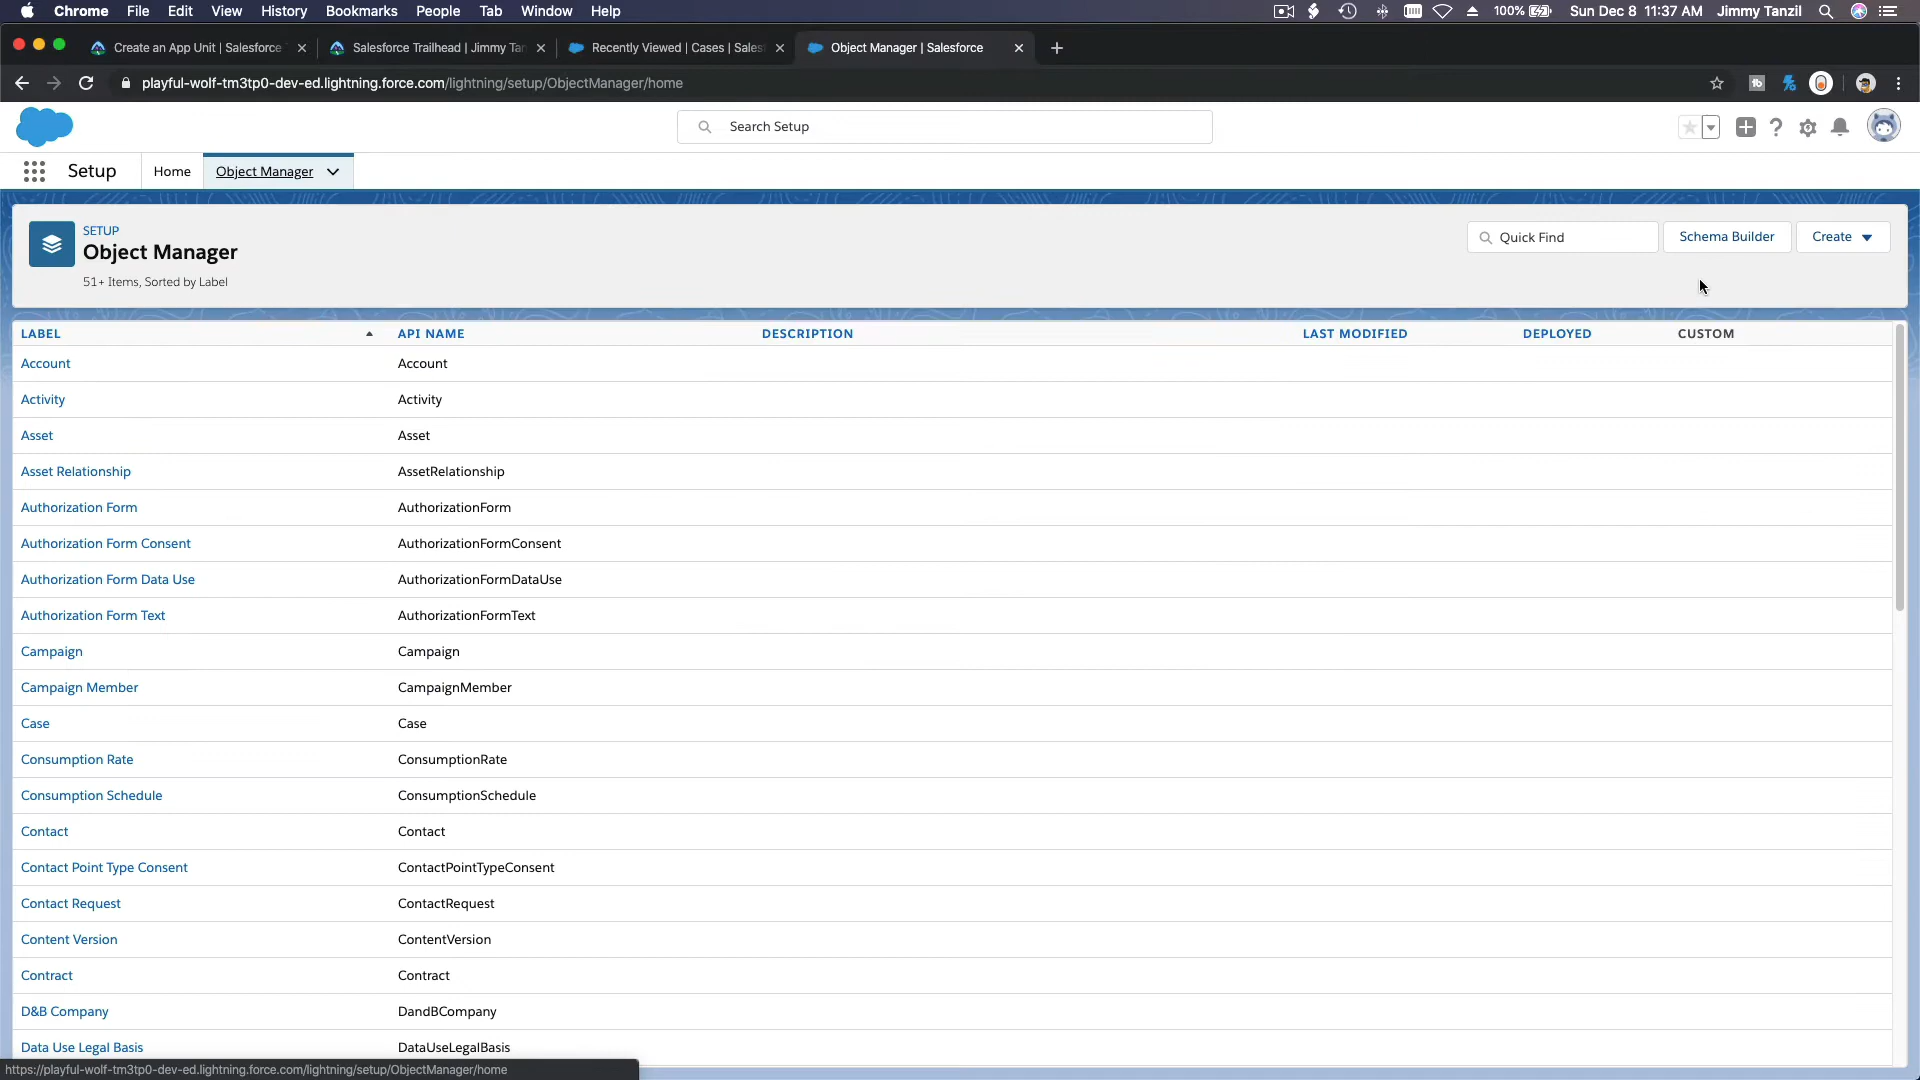 Chrome File Edit View History Bookmarks People Tab Window Help 100% Sun Dec 8 11:37 AM Jimmy Tanzil
Create an App Unit | Salesforce Salesforce Trailhead | Jimmy Tan Recently Viewed | Cases | Sales Object Manager | Salesforce
playful-wolf-tm3tp0-dev-ed.lightning.force.com/lightning/setup/ObjectManager/home
Search Setup
Setup Home Object Manager
SETUP
Object Manager
51+ Items, Sorted by Label
Quick Find Schema Builder Create
LABEL API NAME DESCRIPTION LAST MODIFIED DEPLOYED CUSTOM
Account Account
Activity Activity
Asset Asset
Asset Relationship AssetRelationship
Authorization Form AuthorizationForm
Authorization Form Consent AuthorizationFormConsent
Authorization Form Data Use AuthorizationFormDataUse
Authorization Form Text AuthorizationFormText
Campaign Campaign
Campaign Member CampaignMember
Case Case
Consumption Rate ConsumptionRate
Consumption Schedule ConsumptionSchedule
Contact Contact
Contact Point Type Consent ContactPointTypeConsent
Contact Request ContactRequest
Content Version ContentVersion
Contract Contract
D&B Company DandBCompany
Data Use Legal Basis DataUseLegalBasis
https://playful-wolf-tm3tp0-dev-ed.lightning.force.com/lightning/setup/ObjectManager/home